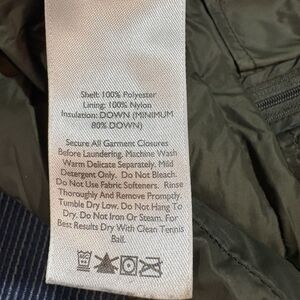 Shell: 100% Polyester
Lining: 100% Nylon
Insulation: DOWN (MINIMUM
80% DOWN)
Secure All Garment Closures
Before Laundering. Machine Wash
Warm Delicate Separately. Mild
Detergent Only. Do Not Bleach.
Do Not Use Fabric Softeners. Rinse
Thoroughly And Remove Promptly.
Tumble Dry Low. Do Not Hang To
Dry. Do Not Iron Or Steam. For
Best Results Dry With Clean Tennis
Ball.